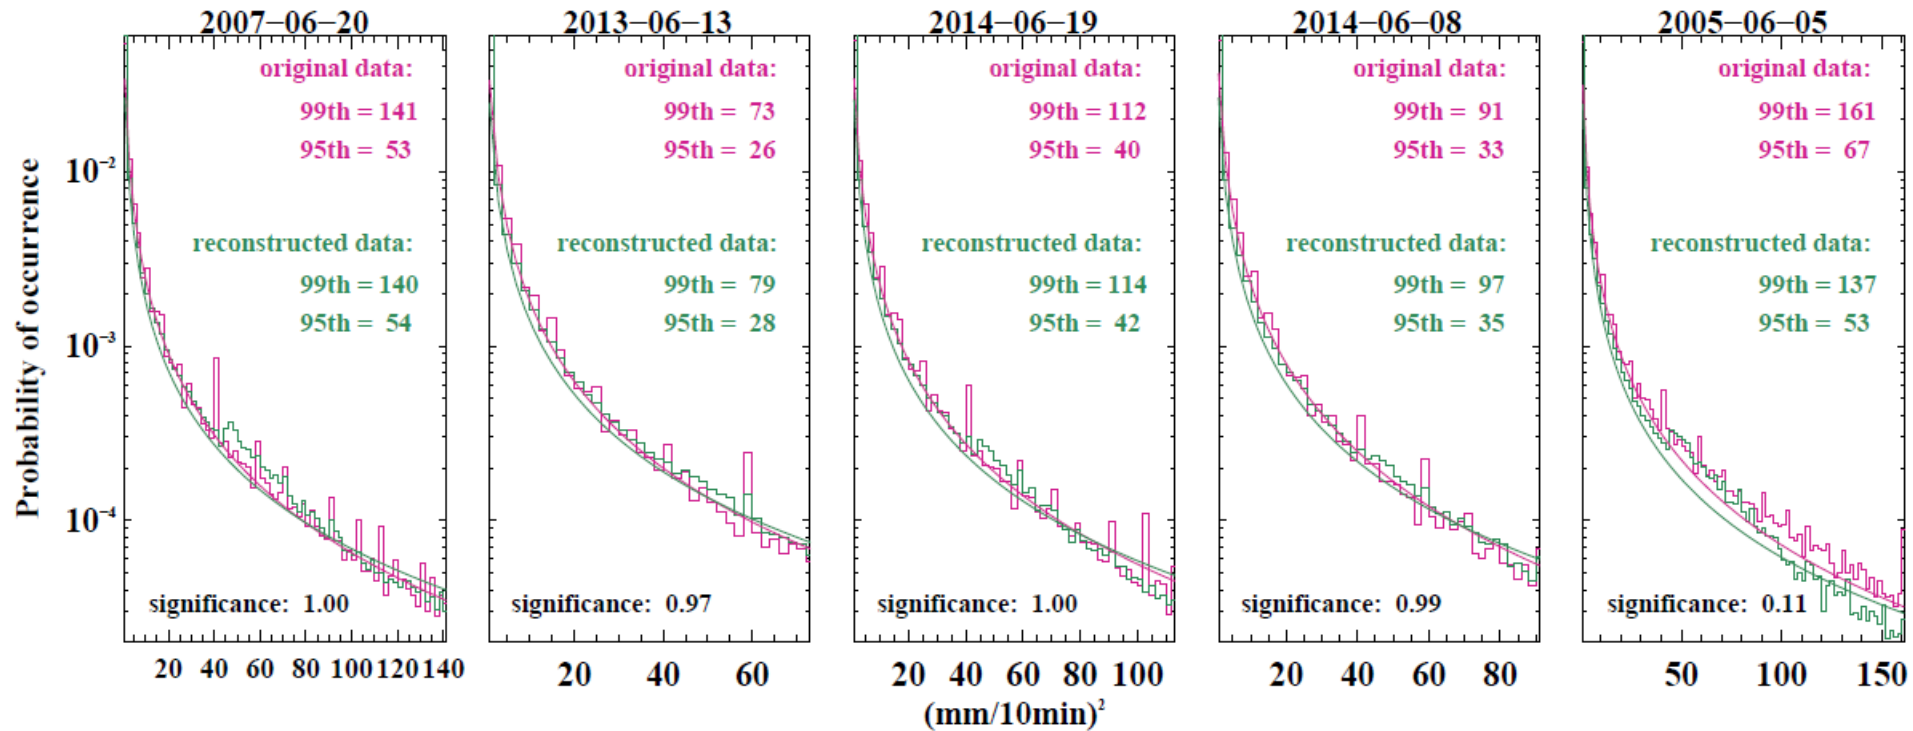 2007−06−20
original data:
99th = 141
95th = 53
reconstructed data:
99th = 140
95th = 54
significance: 1.00
20 40 60 80 100 120 140
2013−06−13
original data:
99th = 73
95th = 26
reconstructed data:
99th = 79
95th = 28
significance: 0.97
20 40 60
2014−06−19
original data:
99th = 112
95th = 40
reconstructed data:
99th = 114
95th = 42
significance: 1.00
20 40 60 80 100
2014−06−08
original data:
99th = 91
95th = 33
reconstructed data:
99th = 97
95th = 35
significance: 0.99
20 40 60 80
2005−06−05
original data:
99th = 161
95th = 67
reconstructed data:
99th = 137
95th = 53
significance: 0.11
50 100 150
Probability of occurrence
10⁻²
10⁻³
10⁻⁴
(mm/10min)²